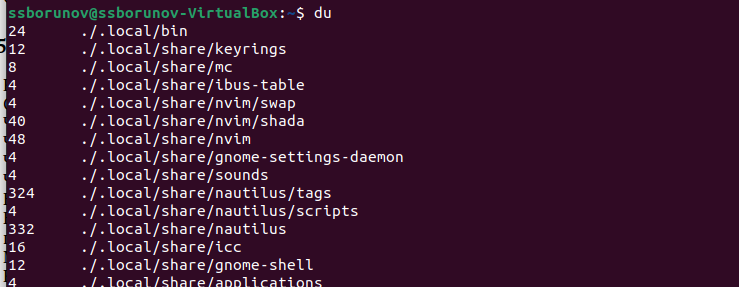 ssborunov@ssborunov-VirtualBox:~$ du
24 ./.local/bin
12 ./.local/share/keyrings
8 ./.local/share/mc
4 ./.local/share/ibus-table
4 ./.local/share/nvim/swap
40 ./.local/share/nvim/shada
48 ./.local/share/nvim
4 ./.local/share/gnome-settings-daemon
4 ./.local/share/sounds
324 ./.local/share/nautilus/tags
4 ./.local/share/nautilus/scripts
332 ./.local/share/nautilus
16 ./.local/share/icc
12 ./.local/share/gnome-shell
4 ./.local/share/applications